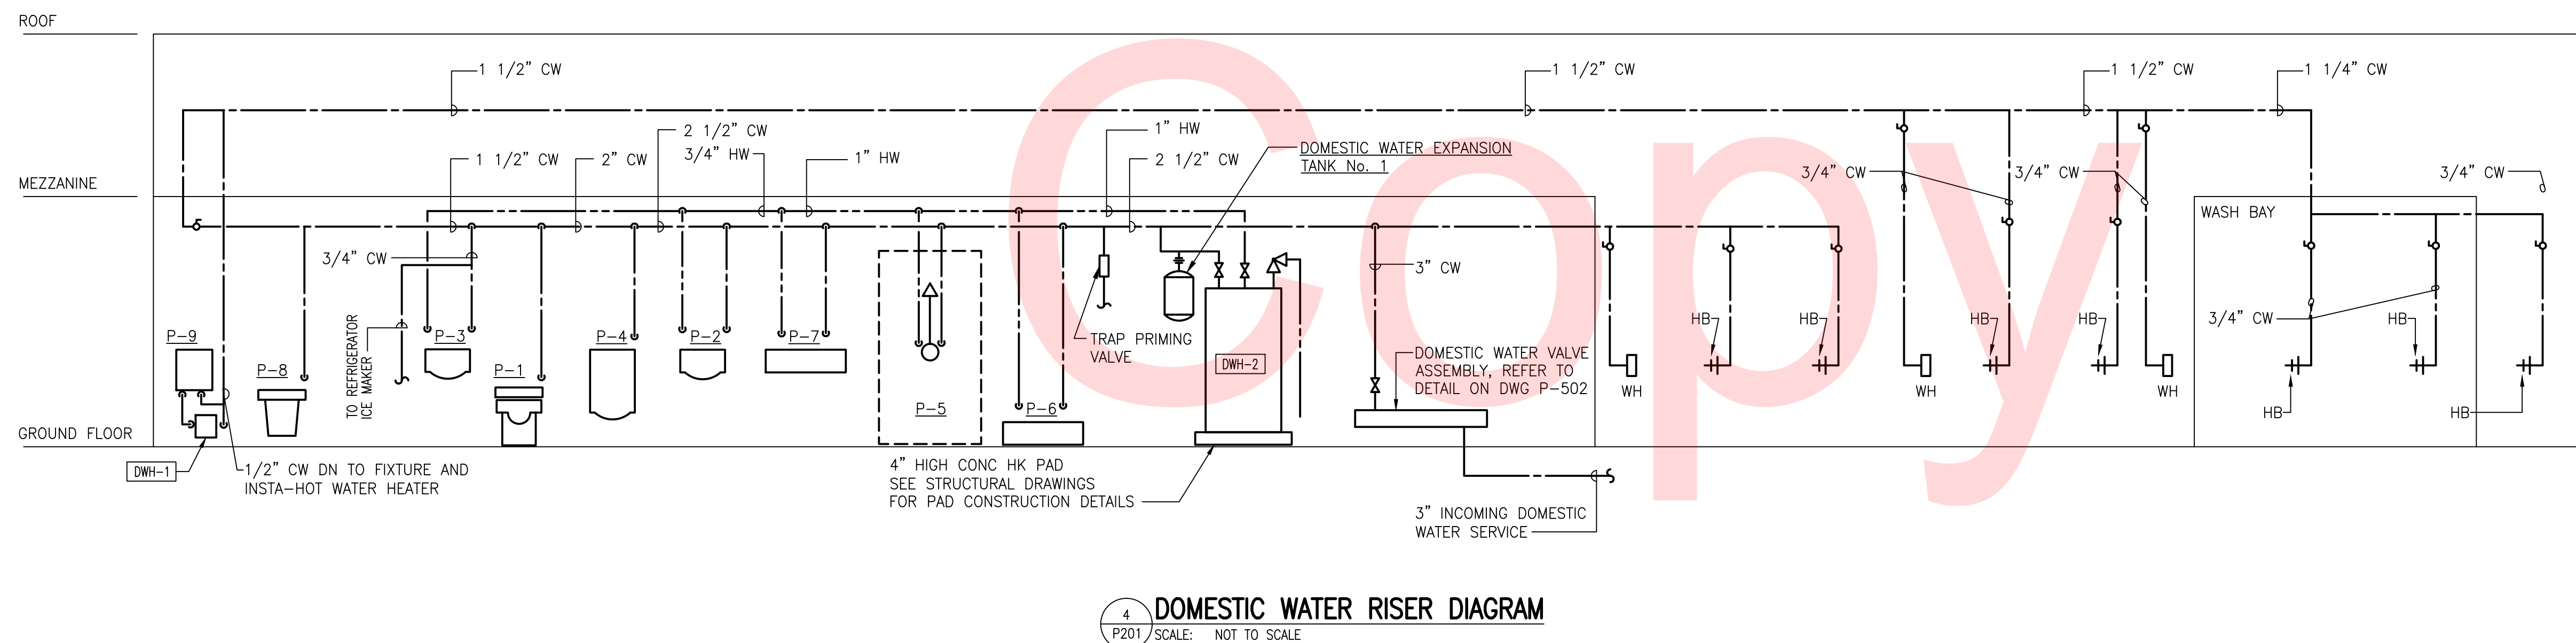 ROOF
1 1/2” CW
1 1/2” CW
1 1/2” CW
1 1/4” CW
2 1/2” CW
3/4” HW
1” HW
1 1/2” CW
2” CW
1” HW
2 1/2” CW
DOMESTIC WATER EXPANSION
TANK No. 1
MEZZANINE
3/4” CW
3/4” CW
3/4” CW
WASH BAY
3/4” CW
3” CW
TO REFRIGERATOR
ICE MAKER
P-9
P-8
P-3
P-1
P-4
P-2
P-7
P-5
P-6
TRAP PRIMING
VALVE
DWH-2
DOMESTIC WATER VALVE
ASSEMBLY, REFER TO
DETAIL ON DWG P-502
HB
HB
HB
HB
3/4” CW
HB
WH
WH
WH
HB
HB
GROUND FLOOR
DWH-1
1/2” CW DN TO FIXTURE AND
INSTA-HOT WATER HEATER
4” HIGH CONC HK PAD
SEE STRUCTURAL DRAWINGS
FOR PAD CONSTRUCTION DETAILS
3” INCOMING DOMESTIC
WATER SERVICE
Copy
4
P201
DOMESTIC WATER RISER DIAGRAM
SCALE: NOT TO SCALE